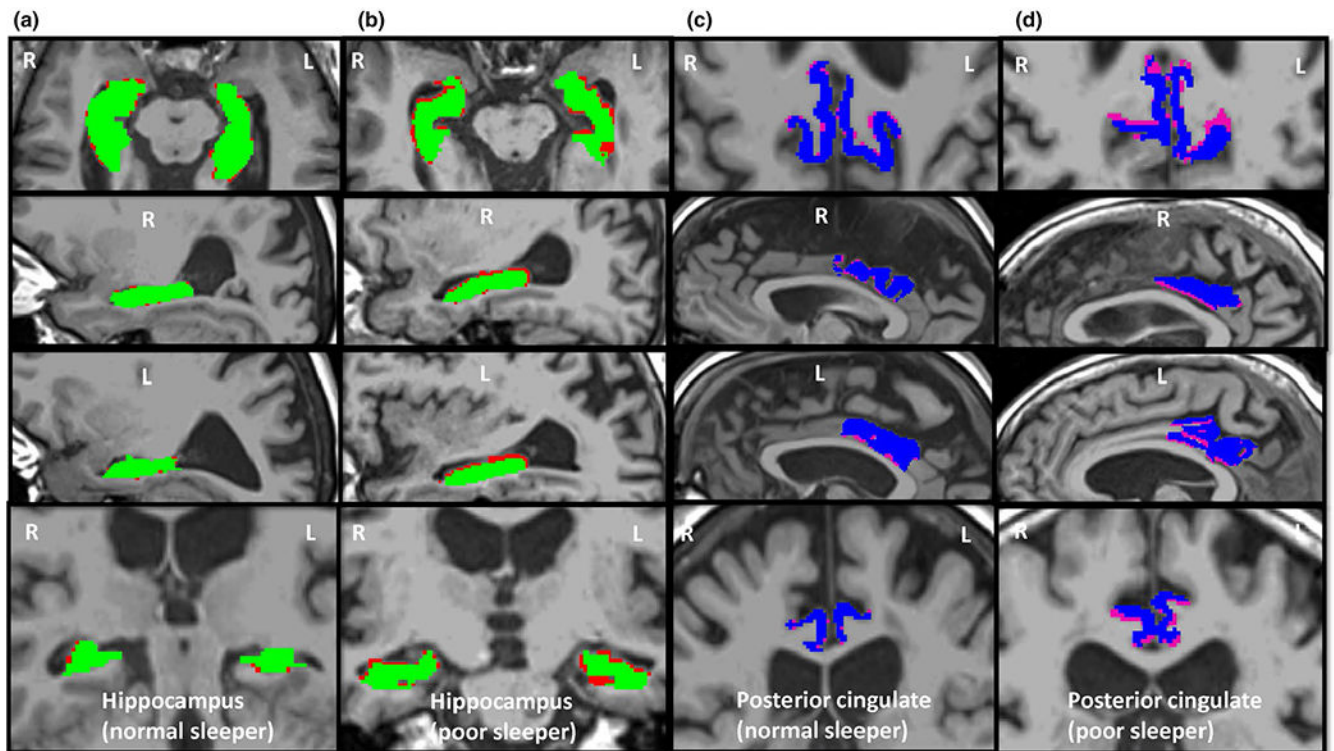 (a) (b) (c) (d)
R L R L R L R L
R R R R
L L L L
R L R L R L R L
Hippocampus
(normal sleeper)
Hippocampus
(poor sleeper)
Posterior cingulate
(normal sleeper)
Posterior cingulate
(poor sleeper)